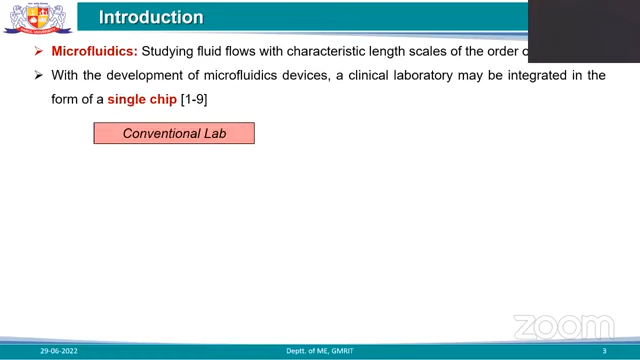 Introduction
Microfluidics: Studying fluid flows with characteristic length scales of the order
With the development of microfluidics devices, a clinical laboratory may be integrated in the
form of a single chip [1-9]
Conventional Lab
zoom
29-06-2022
Deptt. of ME, GMRIT
3